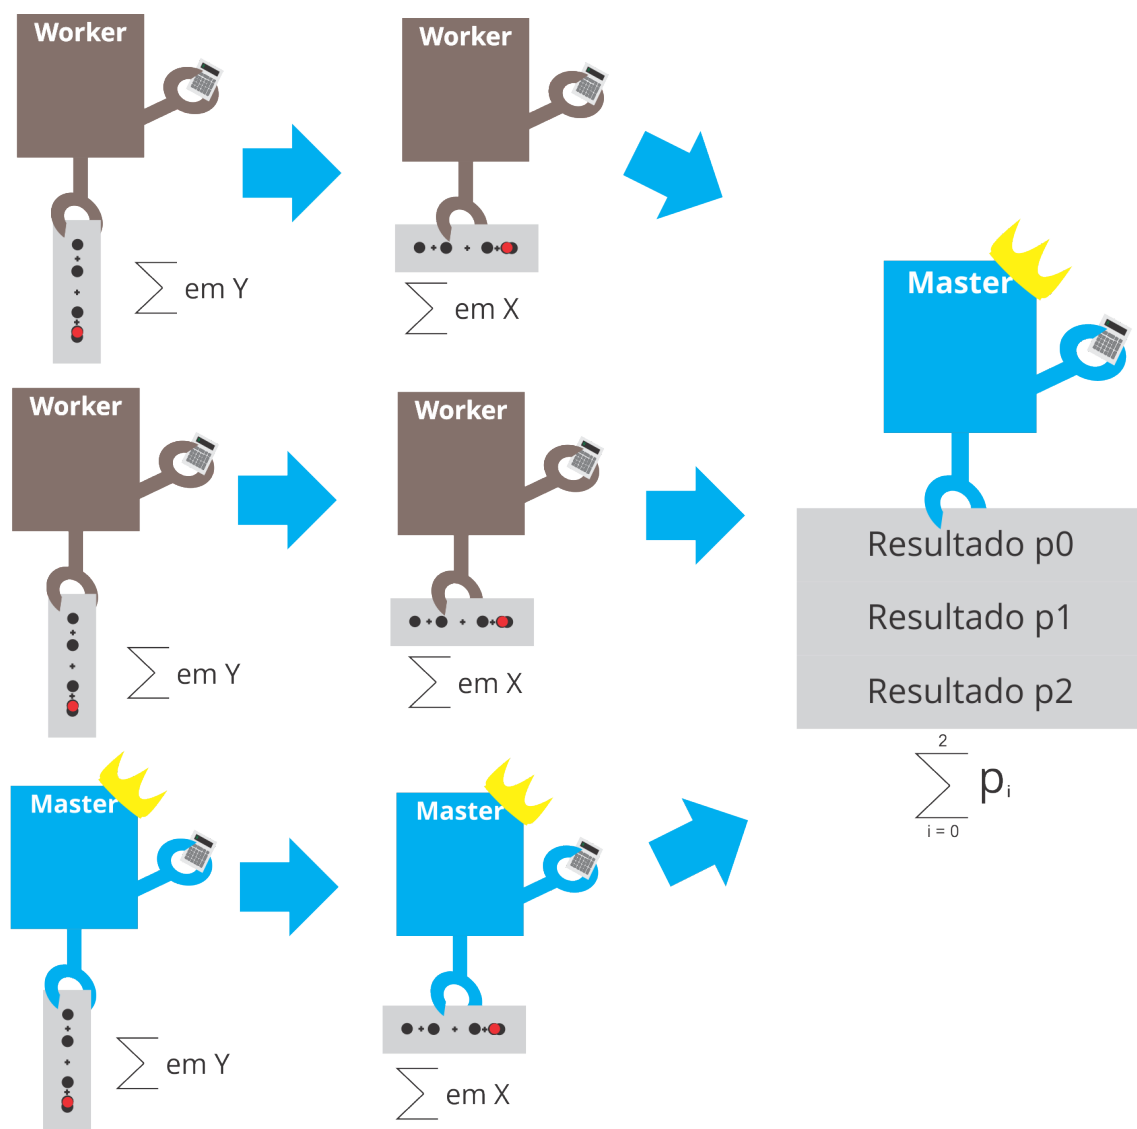 Worker
∑ em Y
Worker
∑ em X
Worker
∑ em Y
Worker
∑ em X
Master
∑ em Y
Master
∑ em X
Master
Resultado p0
Resultado p1
Resultado p2
2
∑ pᵢ
i = 0